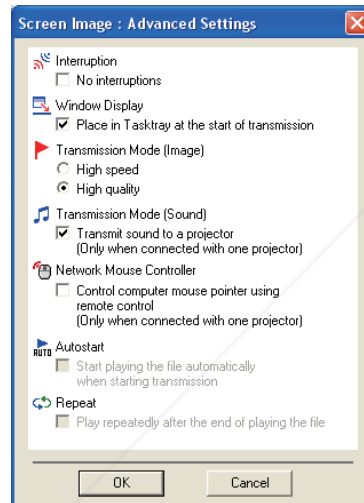 Screen Image : Advanced Settings
Interruption
No interruptions
Window Display
Place in Tasktray at the start of transmission
Transmission Mode (Image)
High speed
High quality
Transmission Mode (Sound)
Transmit sound to a projector
(Only when connected with one projector)
Network Mouse Controller
Control computer mouse pointer using
remote control
(Only when connected with one projector)
AUTO Autostart
Start playing the file automatically
when starting transmission
Repeat
Play repeatedly after the end of playing the file
OK Cancel